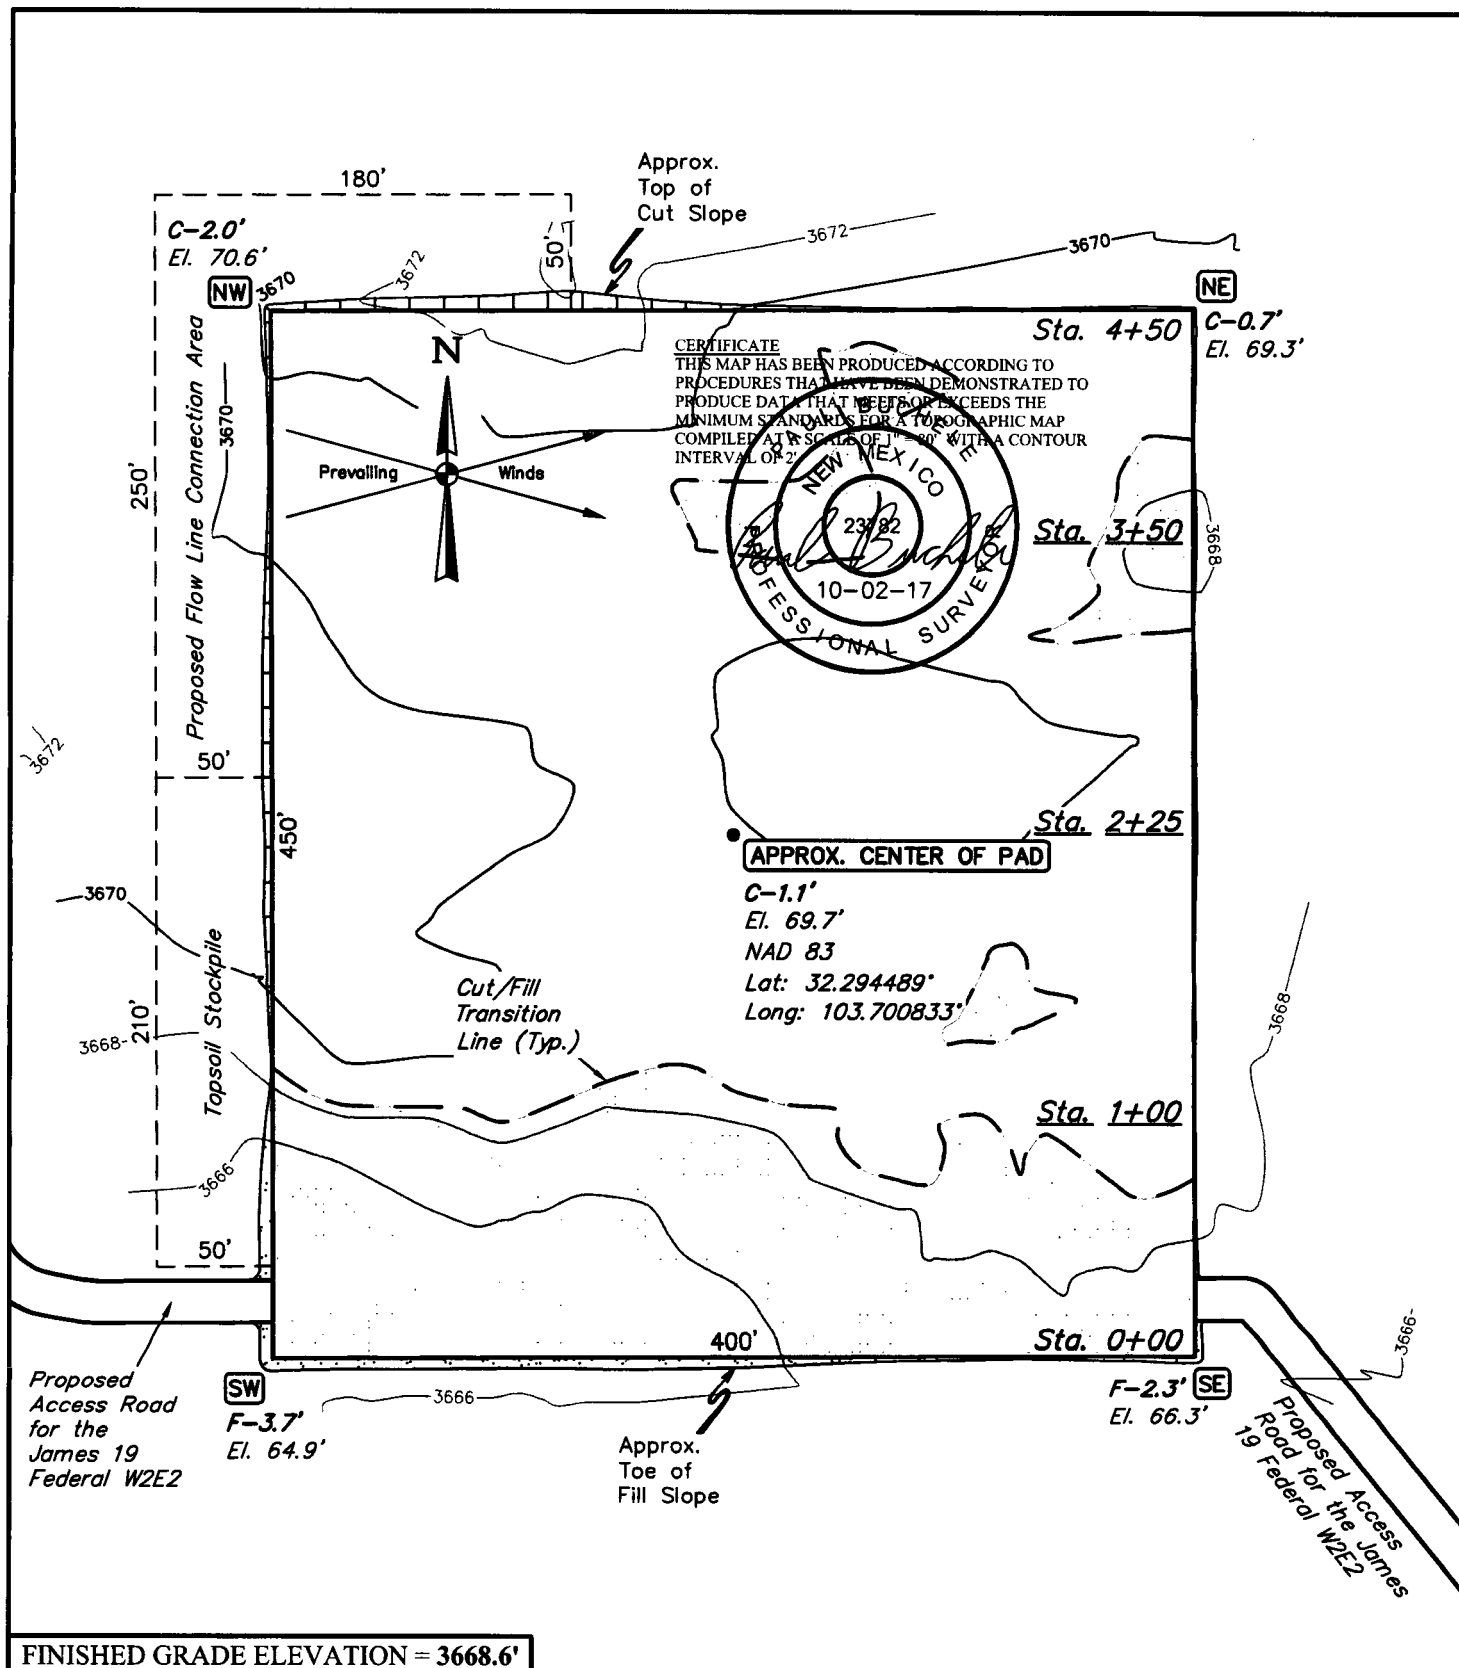 Approx.
Top of
Cut Slope
180'
C-2.0'
El. 70.6'
50'
3672
3672
3670
NW
3670
NE
C-0.7'
El. 69.3'
Sta. 4+50
N
Prevailing
Winds
CERTIFICATE
THIS MAP HAS BEEN PRODUCED ACCORDING TO
PROCEDURES THAT HAVE BEEN DEMONSTRATED TO
PRODUCE DATA THAT MEETS OR EXCEEDS THE
MINIMUM STANDARDS FOR A TOPOGRAPHIC MAP
COMPILED AT A SCALE OF 1" = 80' WITH A CONTOUR
INTERVAL OF 2'
NEW MEXICO
10-02-17
PROFESSIONAL SURVEYOR
3670
250'
Proposed Flow Line Connection Area
Sta. 3+50
3668
3672
50'
450'
Sta. 2+25
APPROX. CENTER OF PAD
C-1.1'
El. 69.7'
NAD 83
Lat: 32.294489°
Long: 103.700833°
3670
Topsoil Stockpile
210'
3668
Cut/Fill
Transition
Line (Typ.)
3668
Sta. 1+00
3666
50'
400'
Sta. 0+00
3666
Proposed
Access Road
for the
James 19
Federal W2E2
SW
F-3.7'
El. 64.9'
3666
Approx.
Toe of
Fill Slope
F-2.3'
El. 66.3'
SE
Proposed Access
Road for the James
19 Federal W2E2
FINISHED GRADE ELEVATION = 3668.6'